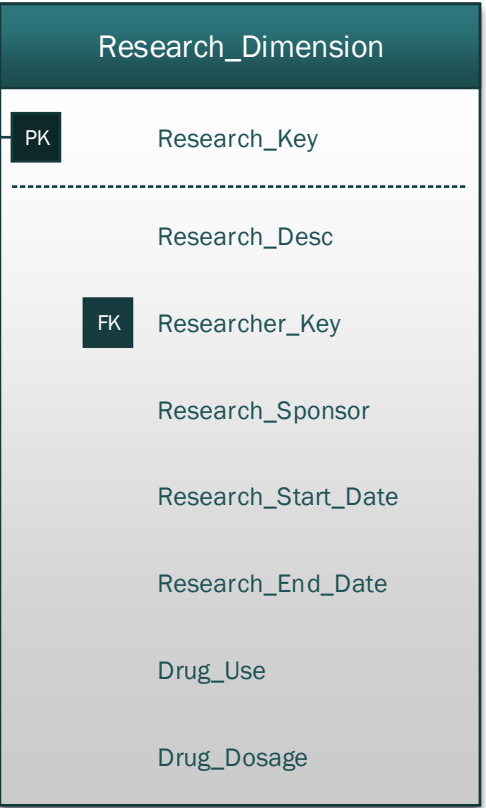 Research_Dimension
PK Research_Key
Research_Desc
FK Researcher_Key
Research_Sponsor
Research_Start_Date
Research_End_Date
Drug_Use
Drug_Dosage